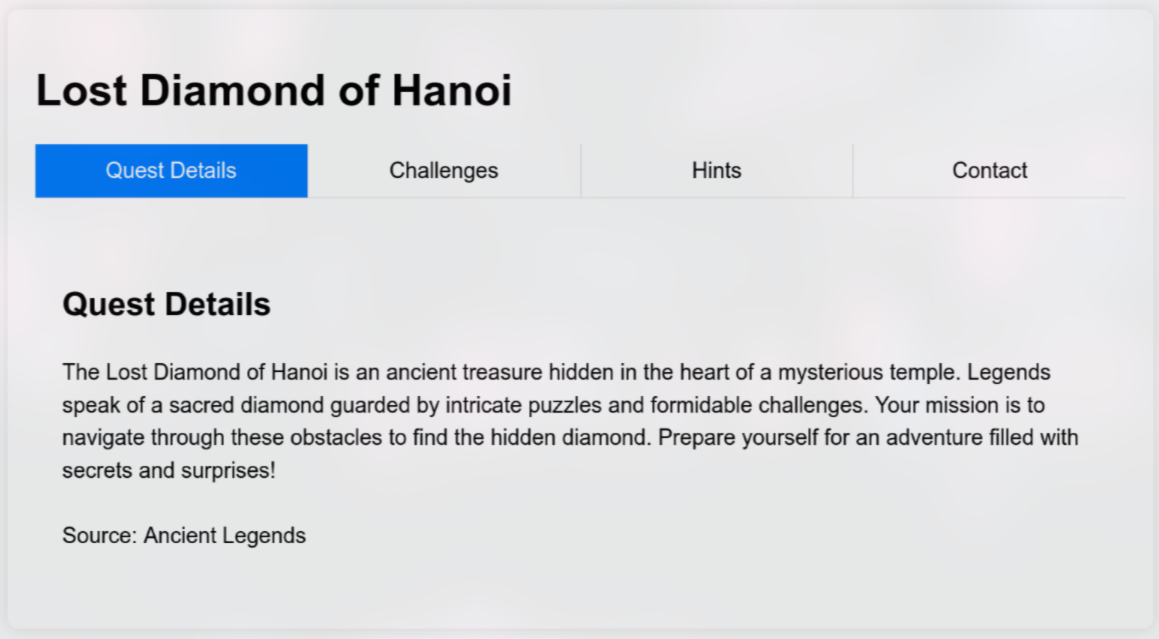 Lost Diamond of Hanoi
Quest Details
Challenges
Hints
Contact
Quest Details
The Lost Diamond of Hanoi is an ancient treasure hidden in the heart of a mysterious temple. Legends
speak of a sacred diamond guarded by intricate puzzles and formidable challenges. Your mission is to
navigate through these obstacles to find the hidden diamond. Prepare yourself for an adventure filled with
secrets and surprises!
Source: Ancient Legends